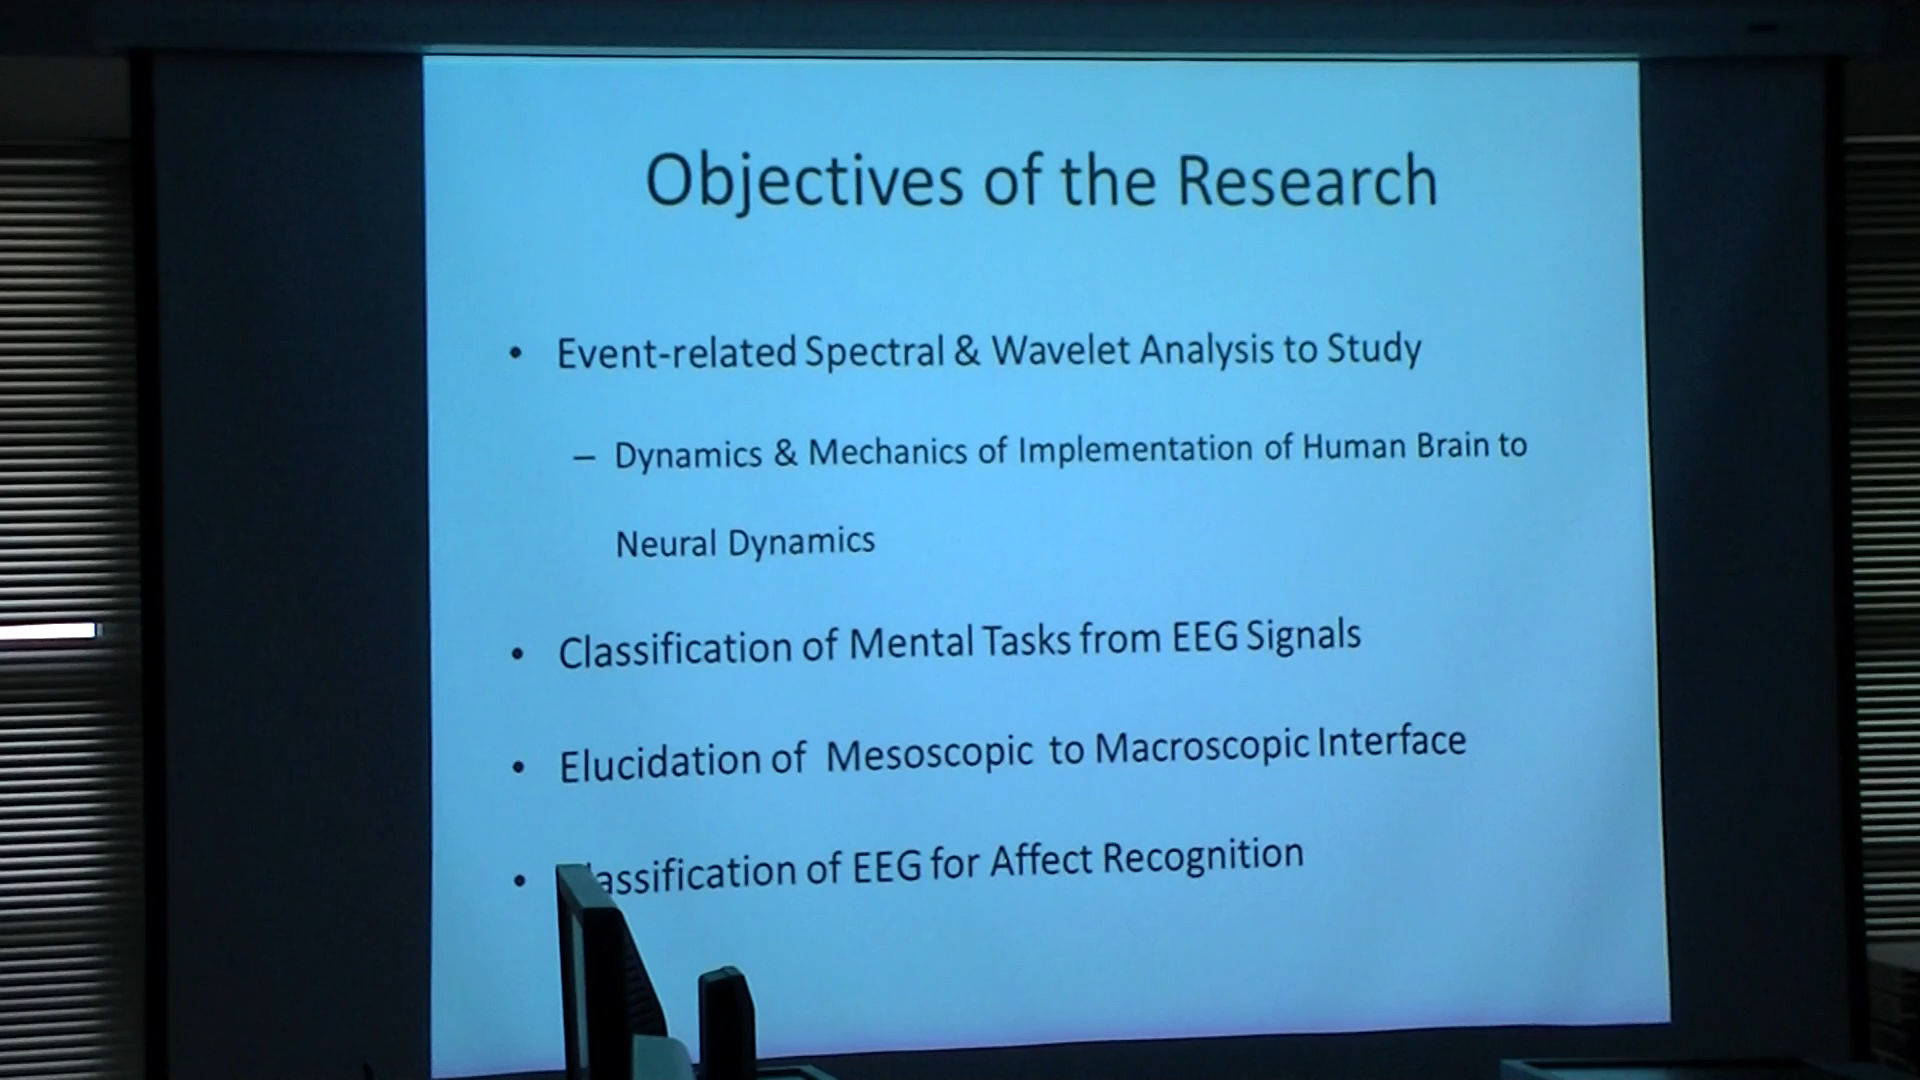 Objectives of the Research
• Event-related Spectral & Wavelet Analysis to Study
– Dynamics & Mechanics of Implementation of Human Brain to
Neural Dynamics
• Classification of Mental Tasks from EEG Signals
• Elucidation of Mesoscopic to Macroscopic Interface
• lassification of EEG for Affect Recognition